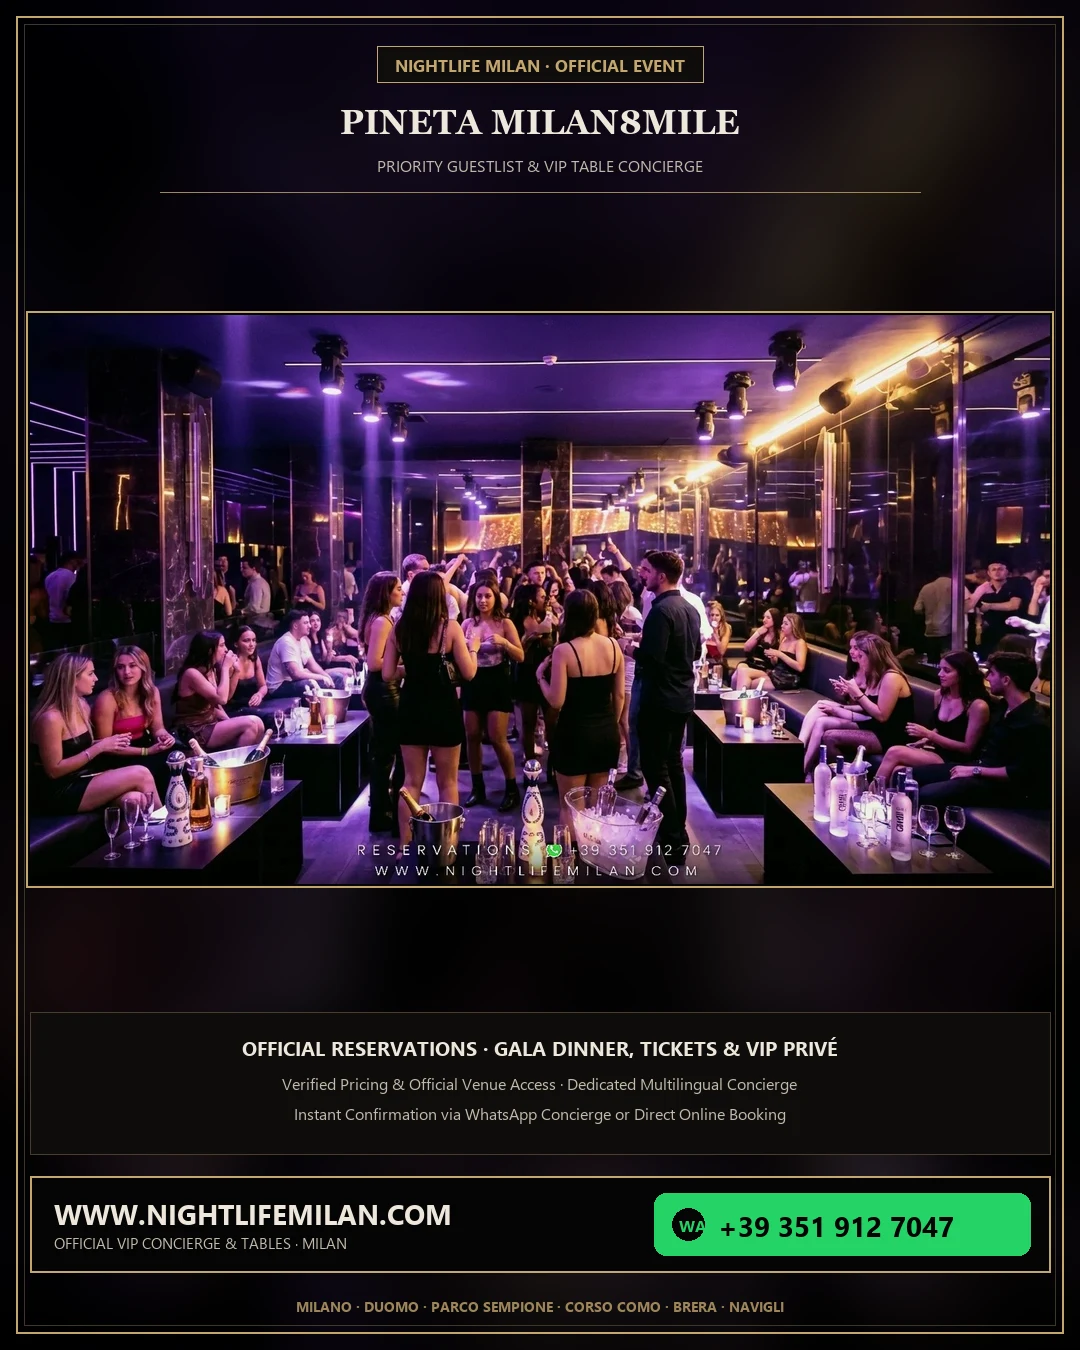 NIGHTLIFE MILAN · OFFICIAL EVENT
PINETA MILAN8MILE
PRIORITY GUESTLIST & VIP TABLE CONCIERGE
RESERVATIONS +39 351 912 7047
WWW.NIGHTLIFEMILAN.COM
OFFICIAL RESERVATIONS · GALA DINNER, TICKETS & VIP PRIVÉ
Verified Pricing & Official Venue Access · Dedicated Multilingual Concierge
Instant Confirmation via WhatsApp Concierge or Direct Online Booking
WWW.NIGHTLIFEMILAN.COM
OFFICIAL VIP CONCIERGE & TABLES · MILAN
WA +39 351 912 7047
MILANO · DUOMO · PARCO SEMPIONE · CORSO COMO · BRERA · NAVIGLI